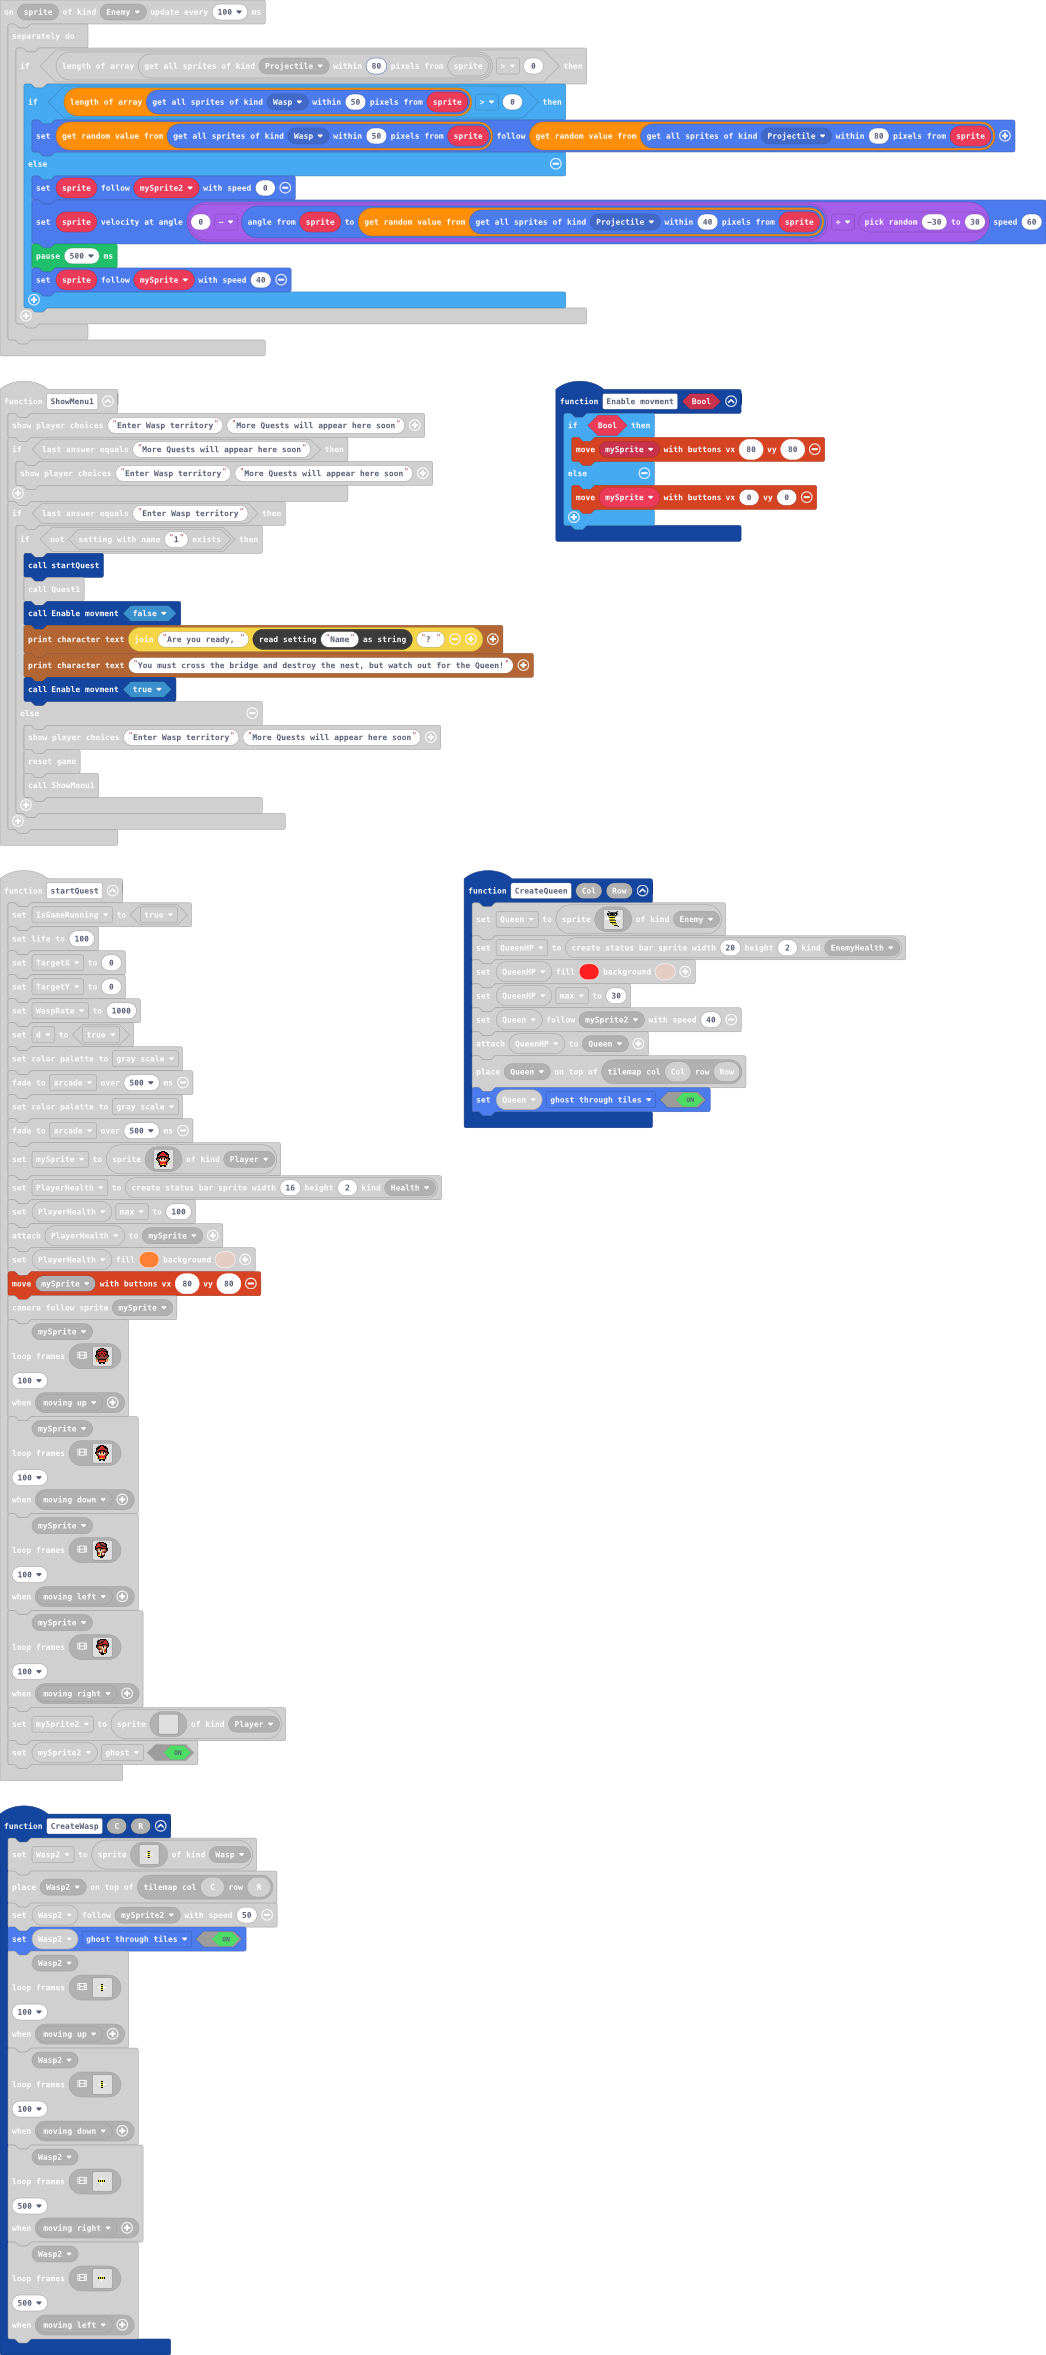 on sprite of kind Enemy update every 100 ms
separately do
if length of array get all sprites of kind Projectile within 80 pixels from sprite > 0 then
if length of array get all sprites of kind Wasp within 50 pixels from sprite > 0 then
set get random value from get all sprites of kind Wasp within 50 pixels from sprite follow get random value from get all sprites of kind Projectile within 80 pixels from sprite
else
set sprite follow mySprite2 with speed 0
set sprite velocity at angle 0 - angle from sprite to get random value from get all sprites of kind Projectile within 40 pixels from sprite + pick random -30 to 30 speed 60
pause 500 ms
set sprite follow mySprite with speed 40
function ShowMenu1
show player choices "Enter Wasp territory" "More Quests will appear here soon"
if last answer equals "More Quests will appear here soon" then
show player choices "Enter Wasp territory" "More Quests will appear here soon"
if last answer equals "Enter Wasp territory" then
if not setting with name "1" exists then
call startQuest
call Quest1
call Enable movment false
print character text join "Are you ready, " read setting "Name" as string "? "
print character text "You must cross the bridge and destroy the nest, but watch out for the Queen!"
call Enable movment true
else
show player choices "Enter Wasp territory" "More Quests will appear here soon"
reset game
call ShowMenu1
function Enable movment Bool
if Bool then
move mySprite with buttons vx 80 vy 80
else
move mySprite with buttons vx 0 vy 0
function startQuest
set IsGameRunning to true
set life to 100
set TargetX to 0
set TargetY to 0
set WaspRate to 1000
set d to true
set color palette to gray scale
fade to arcade over 500 ms
set color palette to gray scale
fade to arcade over 500 ms
set mySprite to sprite of kind Player
set PlayerHealth to create status bar sprite width 16 height 2 kind Health
set PlayerHealth max to 100
attach PlayerHealth to mySprite
set PlayerHealth fill background
move mySprite with buttons vx 80 vy 80
camera follow sprite mySprite
mySprite
loop frames
100
when moving up
mySprite
loop frames
100
when moving down
mySprite
loop frames
100
when moving left
mySprite
loop frames
100
when moving right
set mySprite2 to sprite of kind Player
set mySprite2 ghost ON
function CreateQueen Col Row
set Queen to sprite of kind Enemy
set QueenHP to create status bar sprite width 20 height 2 kind EnemyHealth
set QueenHP fill background
set QueenHP max to 30
set Queen follow mySprite2 with speed 40
attach QueenHP to Queen
place Queen on top of tilemap col Col row Row
set Queen ghost through tiles ON
function CreateWasp C R
set Wasp2 to sprite of kind Wasp
place Wasp2 on top of tilemap col C row R
set Wasp2 follow mySprite2 with speed 50
set Wasp2 ghost through tiles ON
Wasp2
loop frames
100
when moving up
Wasp2
loop frames
100
when moving down
Wasp2
loop frames
500
when moving right
Wasp2
loop frames
500
when moving left